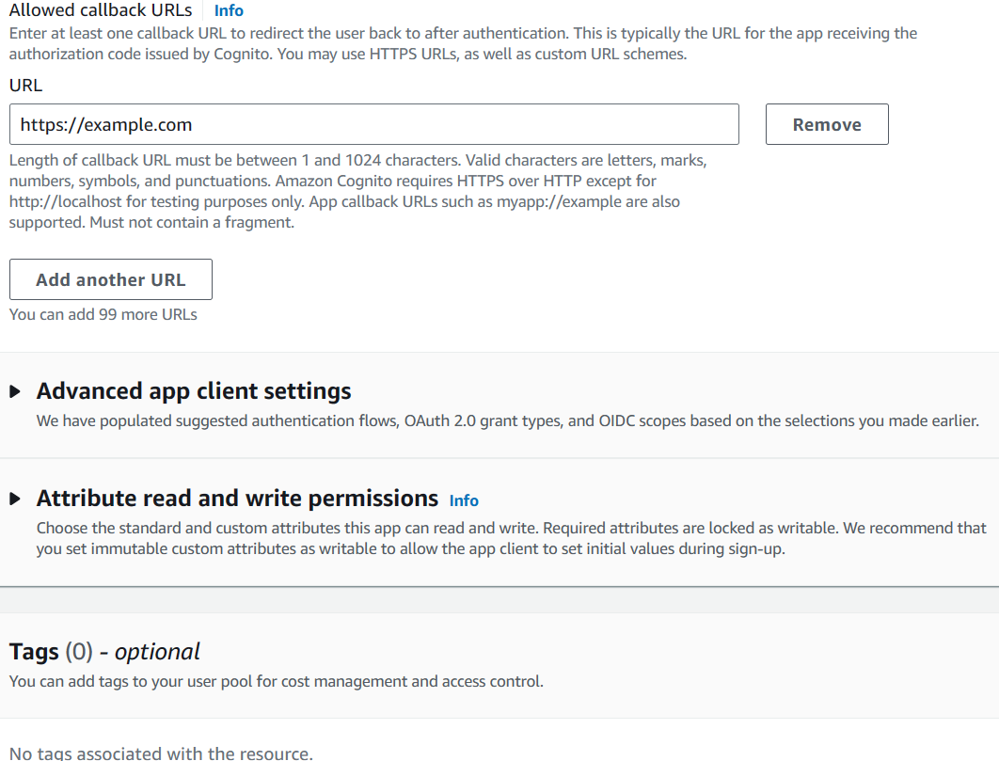 Allowed callback URLs Info
Enter at least one callback URL to redirect the user back to after authentication. This is typically the URL for the app receiving the
authorization code issued by Cognito. You may use HTTPS URLs, as well as custom URL schemes.
URL
https://example.com
Remove
Length of callback URL must be between 1 and 1024 characters. Valid characters are letters, marks,
numbers, symbols, and punctuations. Amazon Cognito requires HTTPS over HTTP except for
http://localhost for testing purposes only. App callback URLs such as myapp://example are also
supported. Must not contain a fragment.
Add another URL
You can add 99 more URLs
Advanced app client settings
We have populated suggested authentication flows, OAuth 2.0 grant types, and OIDC scopes based on the selections you made earlier.
Attribute read and write permissions Info
Choose the standard and custom attributes this app can read and write. Required attributes are locked as writable. We recommend that
you set immutable custom attributes as writable to allow the app client to set initial values during sign-up.
Tags (0) - optional
You can add tags to your user pool for cost management and access control.
No tags associated with the resource.